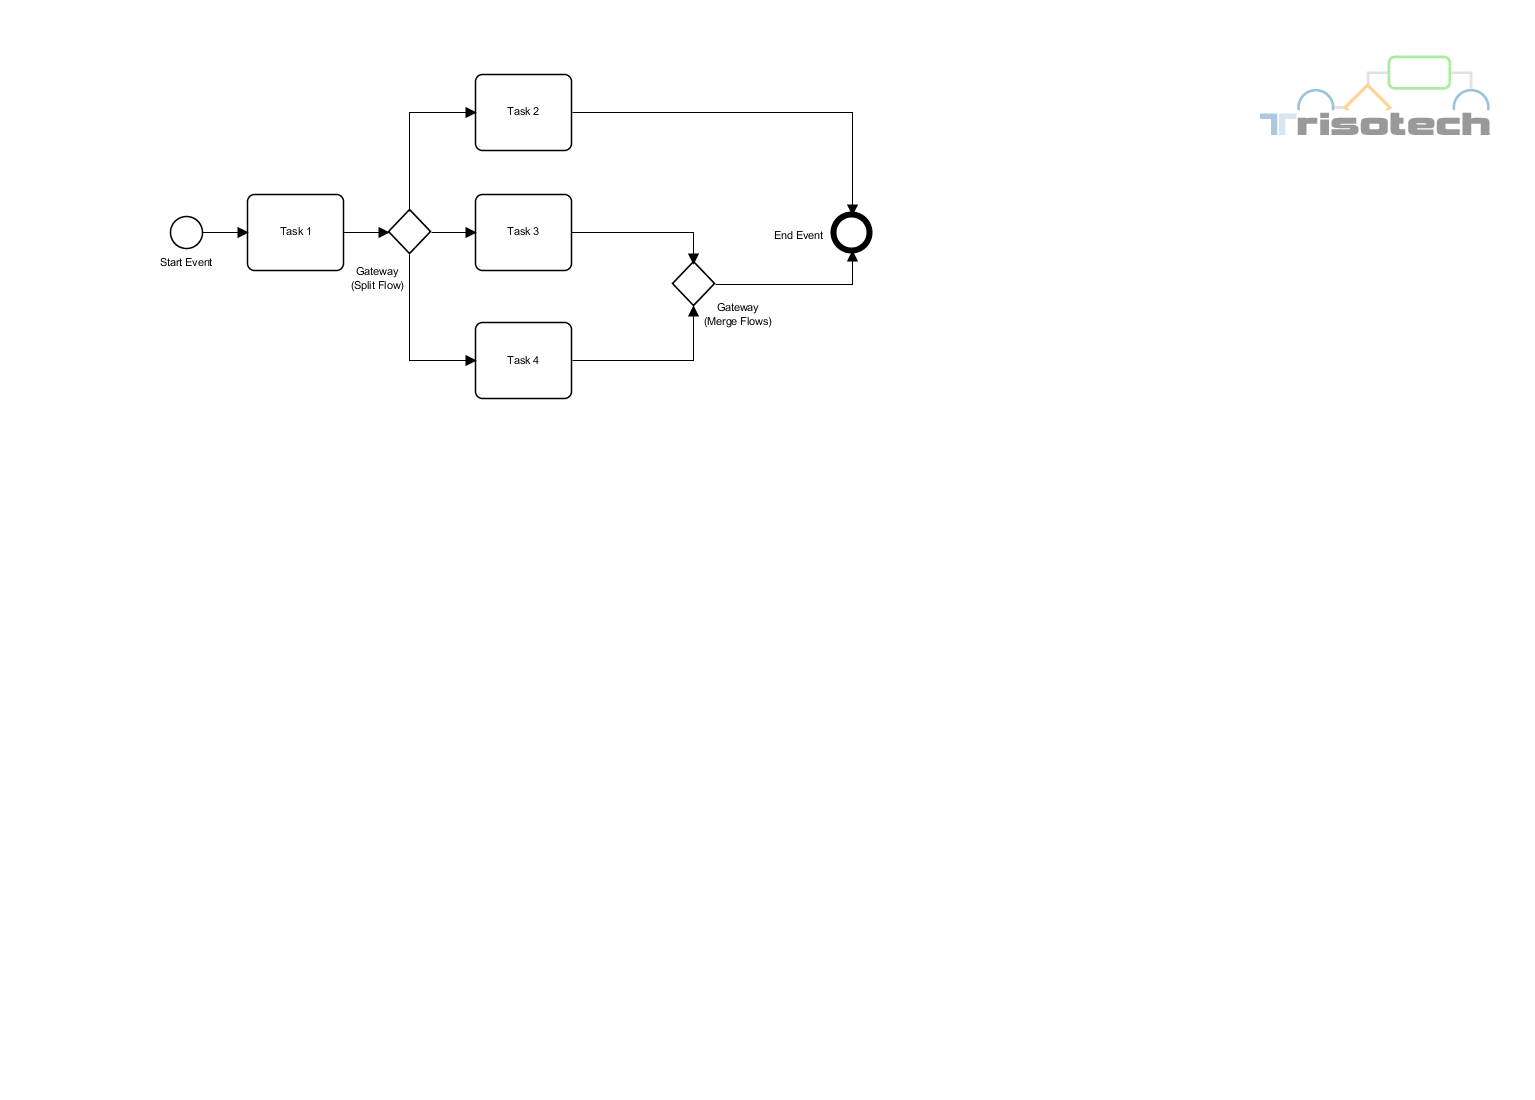 Trisotech
Task 2
Task 1
Task 3
Start Event
End Event
Gateway
(Split Flow)
Gateway
(Merge Flows)
Task 4